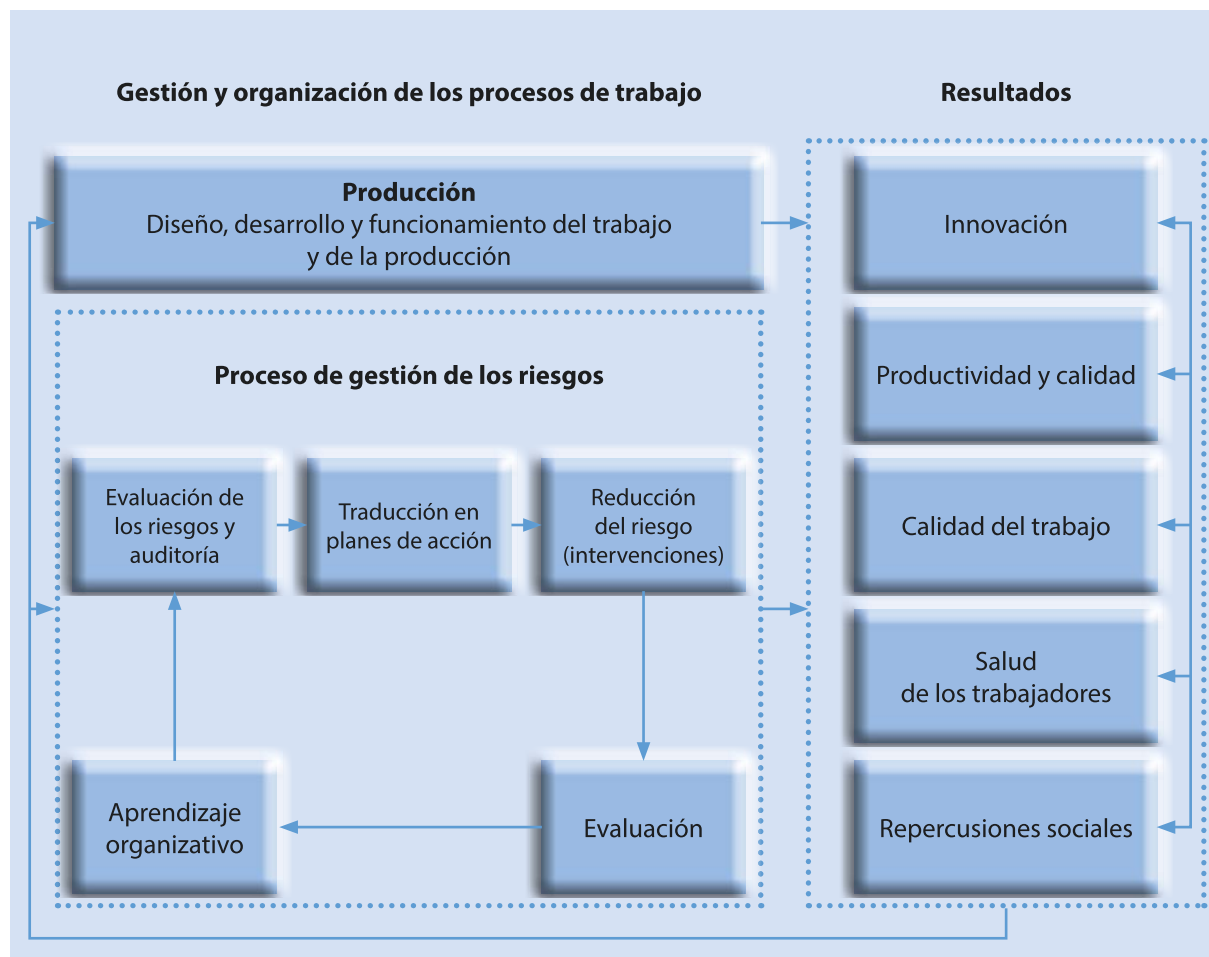 Gestión y organización de los procesos de trabajo
Resultados
Producción
Diseño, desarrollo y funcionamiento del trabajo
y de la producción
Innovación
Proceso de gestión de los riesgos
Productividad y calidad
Evaluación de
los riesgos y
auditoría
Traducción en
planes de acción
Reducción
del riesgo
(intervenciones)
Calidad del trabajo
Salud
de los trabajadores
Aprendizaje
organizativo
Evaluación
Repercusiones sociales